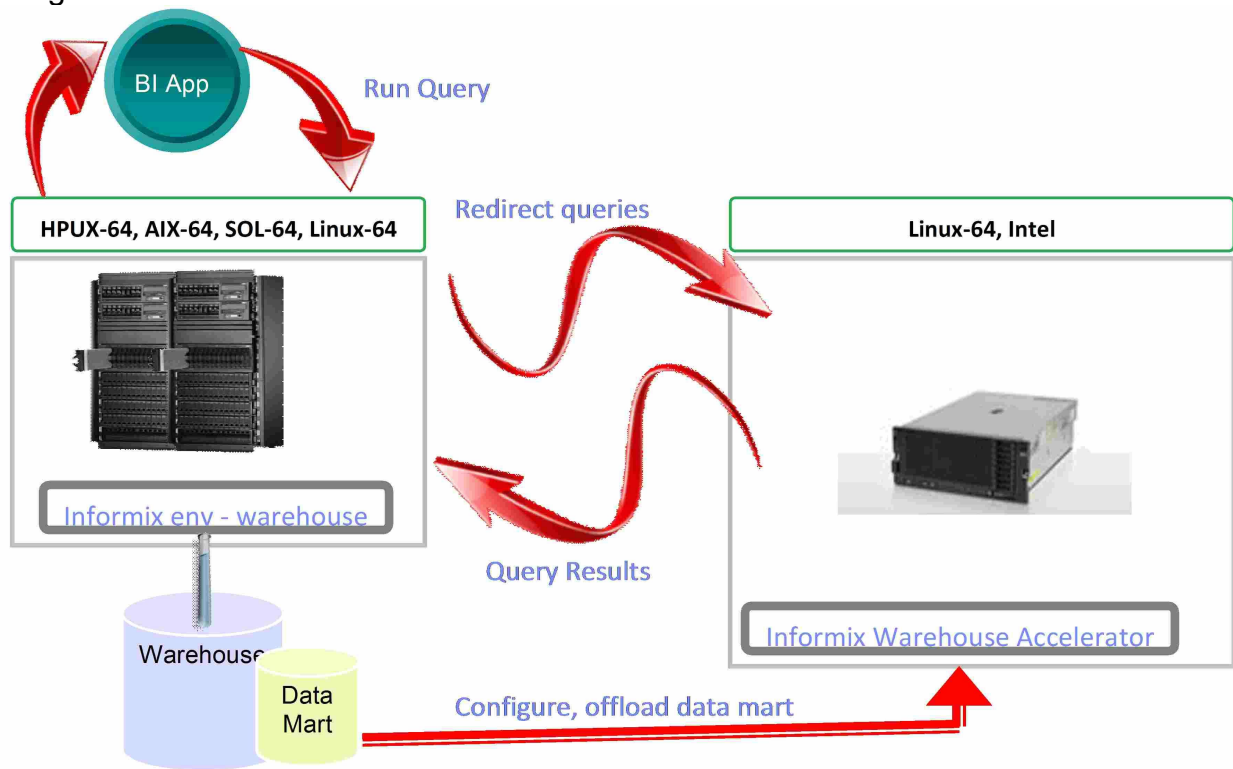 BI App
Run Query
HPUX-64, AIX-64, SOL-64, Linux-64
Redirect queries
Linux-64, Intel
Informix env - warehouse
Query Results
Informix Warehouse Accelerator
Warehouse
Data
Mart
Configure, offload data mart